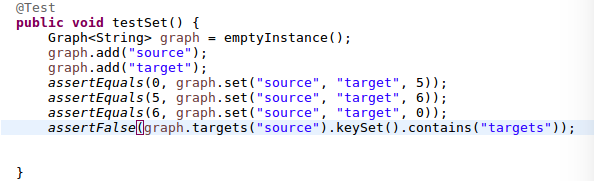 @Test
public void testSet() {
    Graph<String> graph = emptyInstance();
    graph.add("source");
    graph.add("target");
    assertEquals(0, graph.set("source", "target", 5));
    assertEquals(5, graph.set("source", "target", 6));
    assertEquals(6, graph.set("source", "target", 0));
    assertFalse(graph.targets("source").keySet().contains("targets"));
}